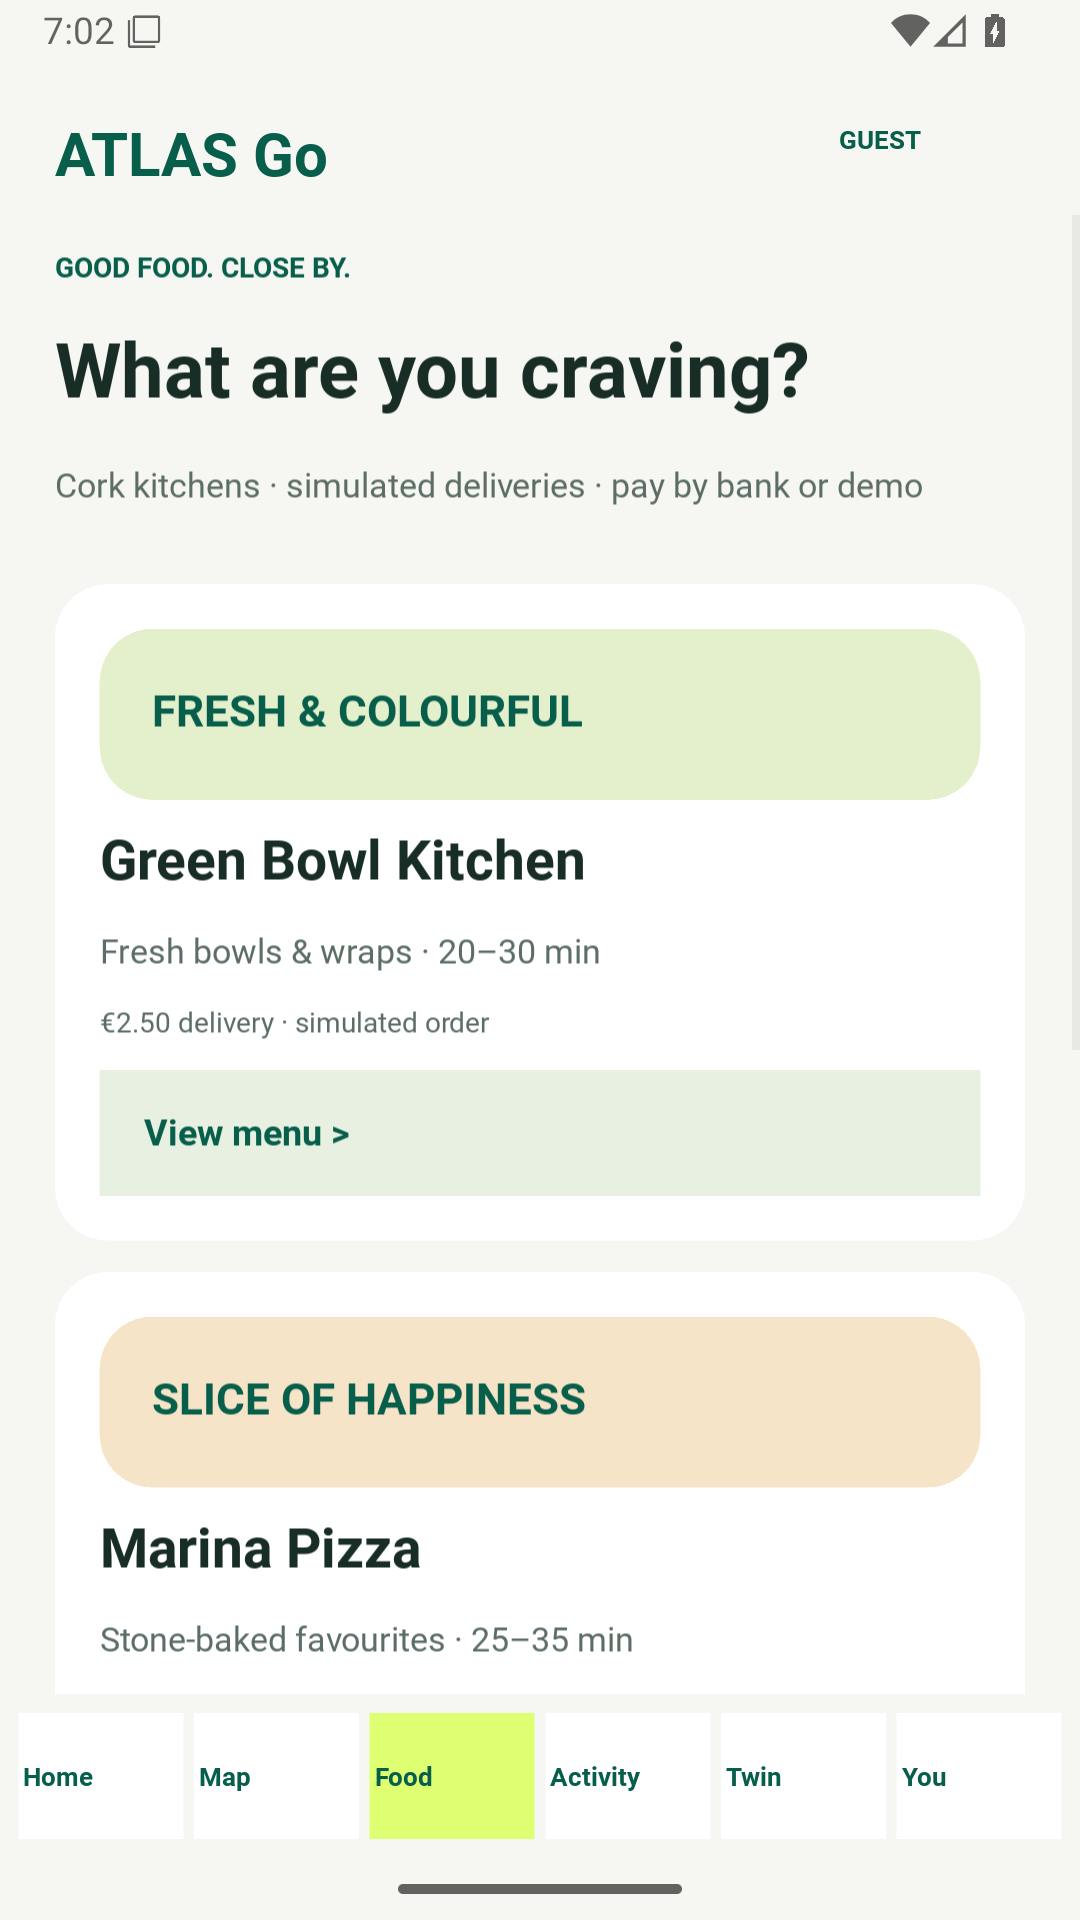 7:02
ATLAS Go
GUEST
GOOD FOOD. CLOSE BY.
What are you craving?
Cork kitchens · simulated deliveries · pay by bank or demo
FRESH & COLOURFUL
Green Bowl Kitchen
Fresh bowls & wraps · 20–30 min
€2.50 delivery · simulated order
View menu >
SLICE OF HAPPINESS
Marina Pizza
Stone-baked favourites · 25–35 min
Home
Map
Food
Activity
Twin
You